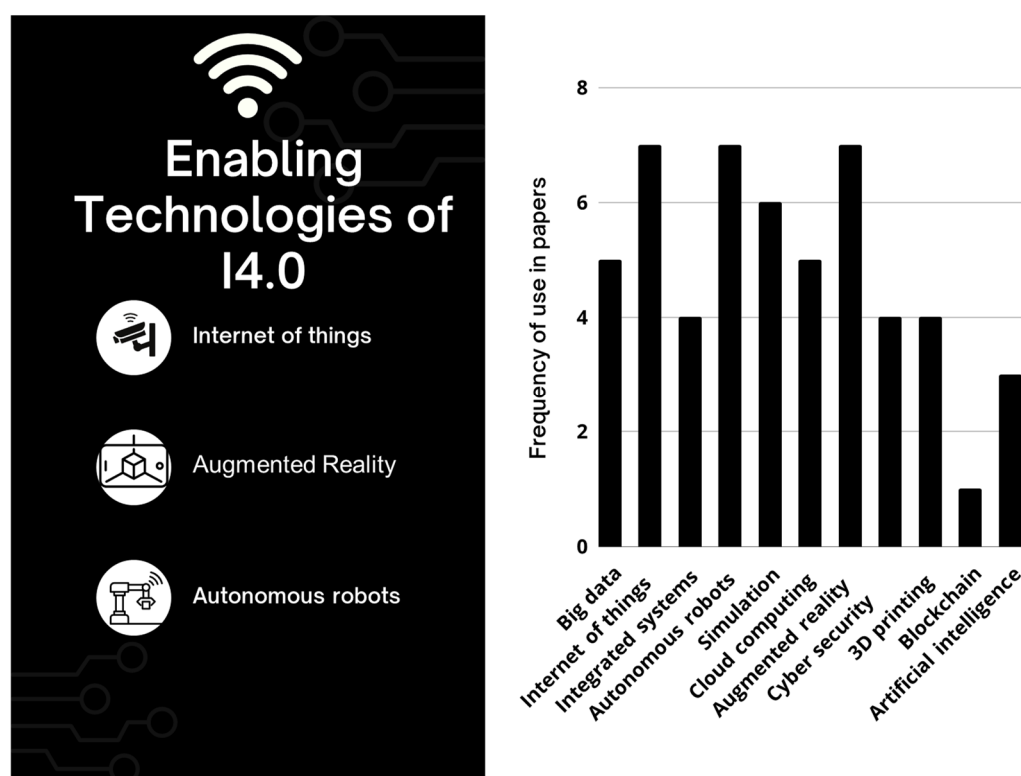 Enabling
Technologies of
I4.0
Internet of things
Augmented Reality
Autonomous robots
Frequency of use in papers
8
6
4
2
0
Big data
Internet of things
Integrated systems
Autonomous robots
Simulation
Cloud computing
Augmented reality
Cyber security
3D printing
Blockchain
Artificial intelligence